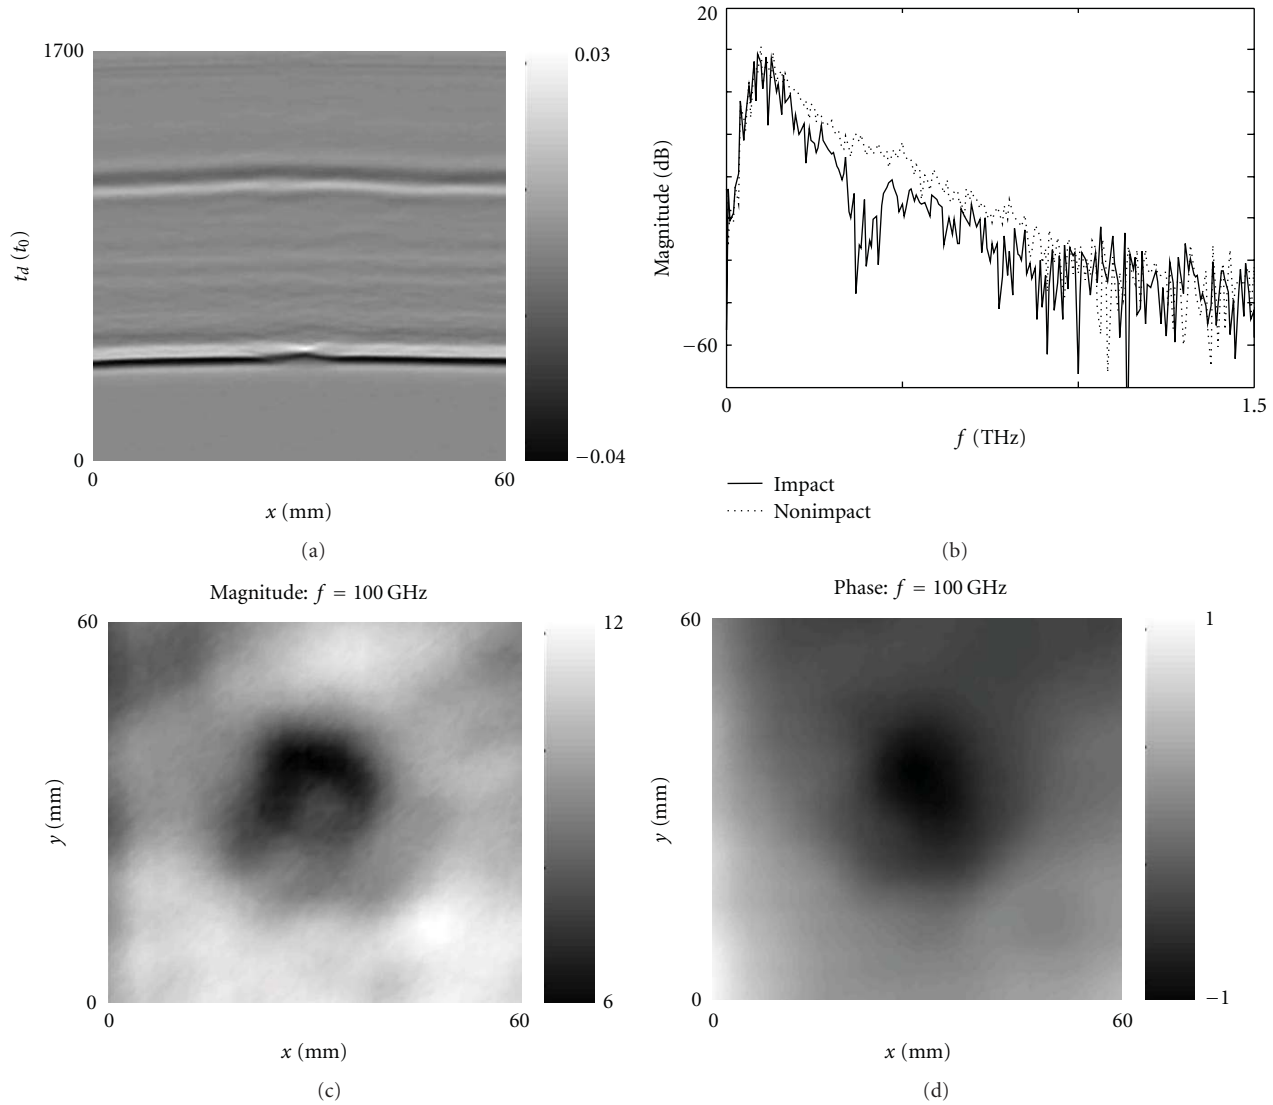 1700
0.03
t_d (t_0)
0
−0.04
0
60
x (mm)
(a)
20
Magnitude (dB)
−60
0
1.5
f (THz)
Impact
Nonimpact
(b)
Magnitude: f = 100 GHz
60
12
y (mm)
0
6
0
60
x (mm)
(c)
Phase: f = 100 GHz
60
1
y (mm)
0
−1
0
60
x (mm)
(d)